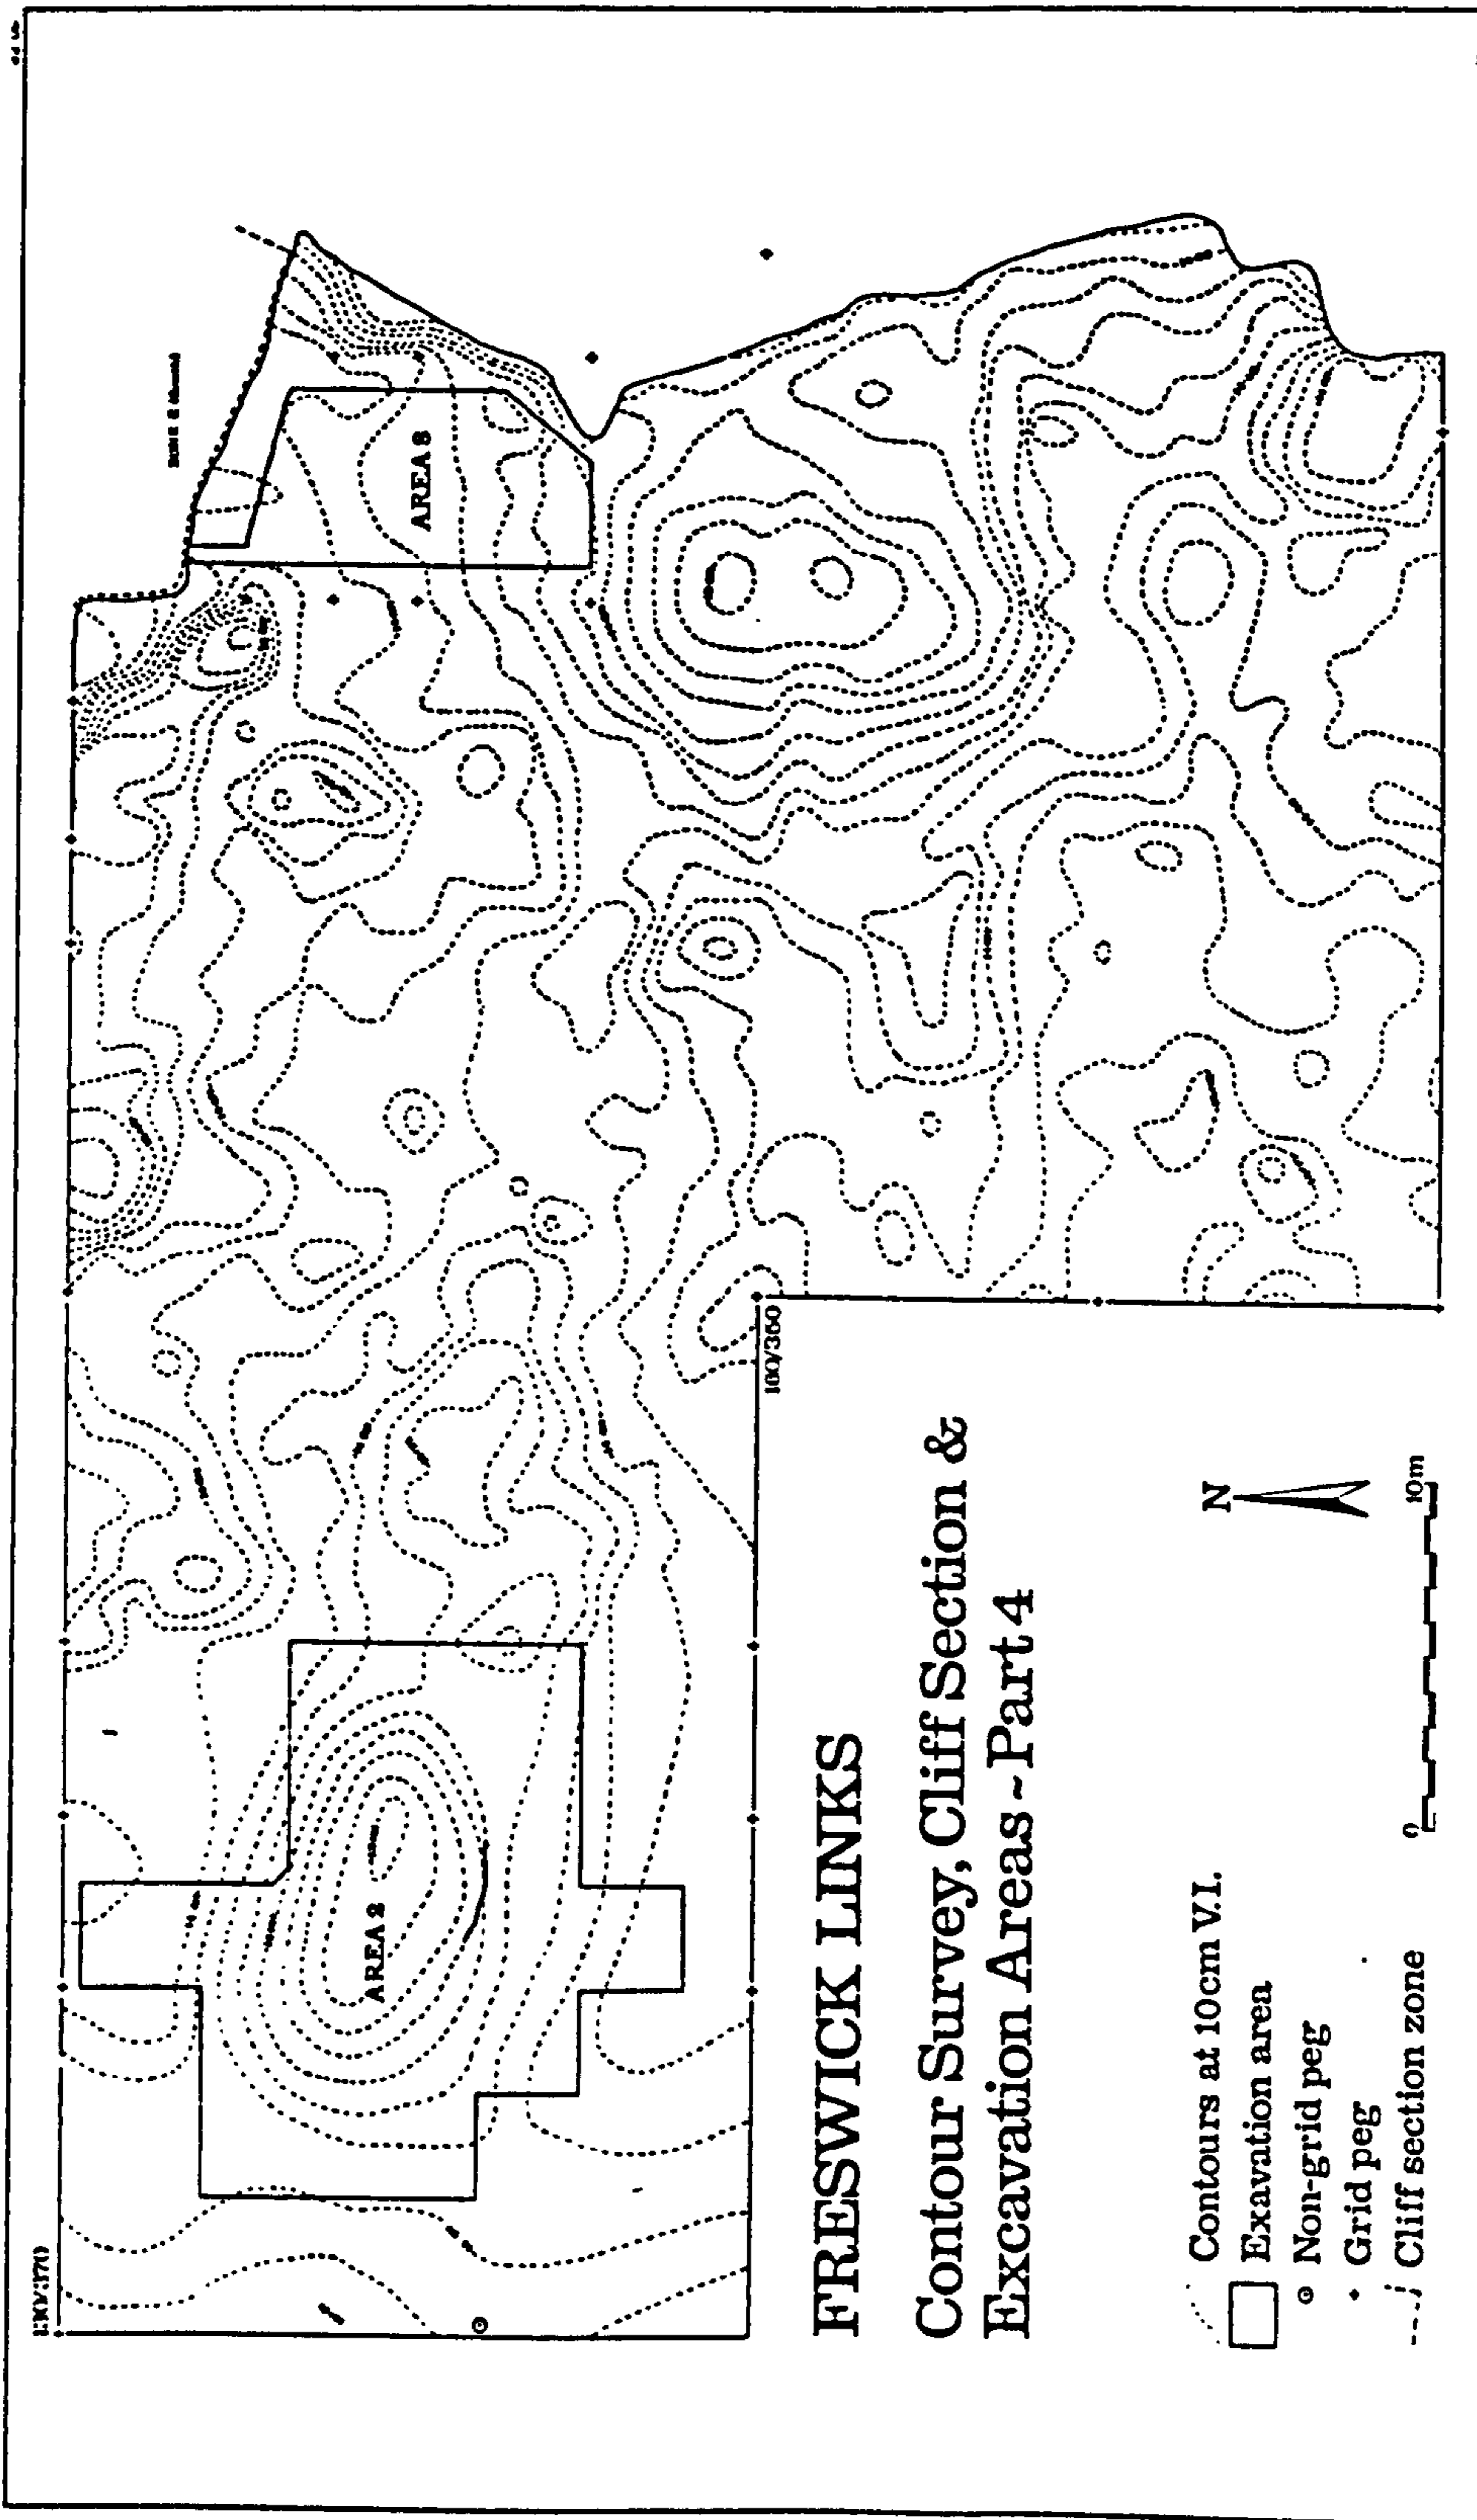 FRESWICK LINKS
Contour Survey, Cliff Section &
Excavation Areas ~ Part 4
Contours at 10cm V.I.
Exavation area
Non-grid peg
Grid peg
Cliff section zone
N
0 10m
AREA 2
100/350
AREA 8